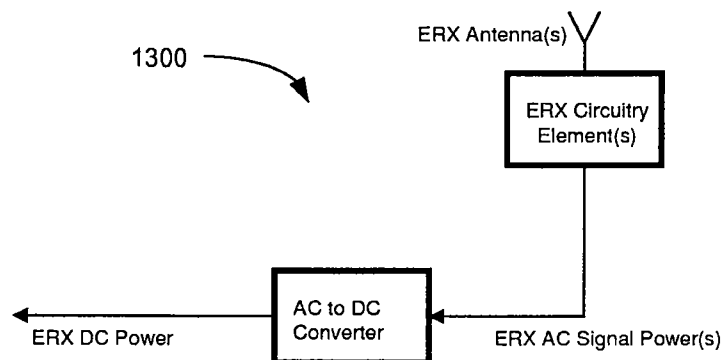 ERX Antenna(s)
1300
ERX Circuitry
Element(s)
AC to DC
Converter
ERX DC Power
ERX AC Signal Power(s)